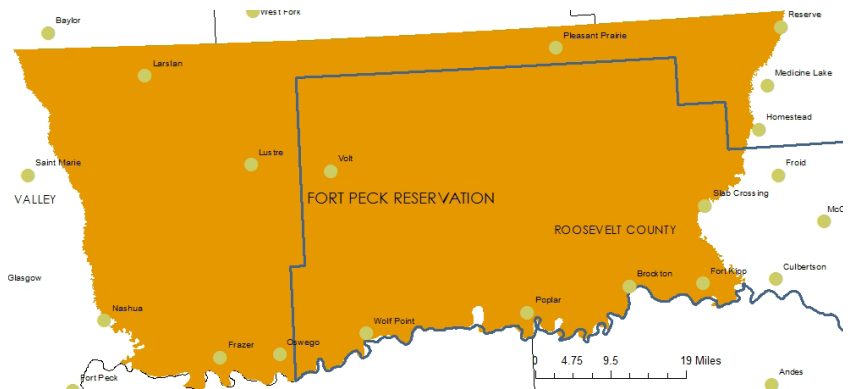 West Fork
Reserve
Baylor
Pleasant Prairie
Larslan
Medicine Lake
Homestead
Lustre
Volt
Saint Marie
Froid
VALLEY
FORT PECK RESERVATION
Slab Crossing
ROOSEVELT COUNTY
Glasgow
Brockton
Fort Kipp
Culbertson
Nashua
Poplar
Wolf Point
Frazer
Oswego
0 4.75 9.5 19 Miles
Fort Peck
Andes